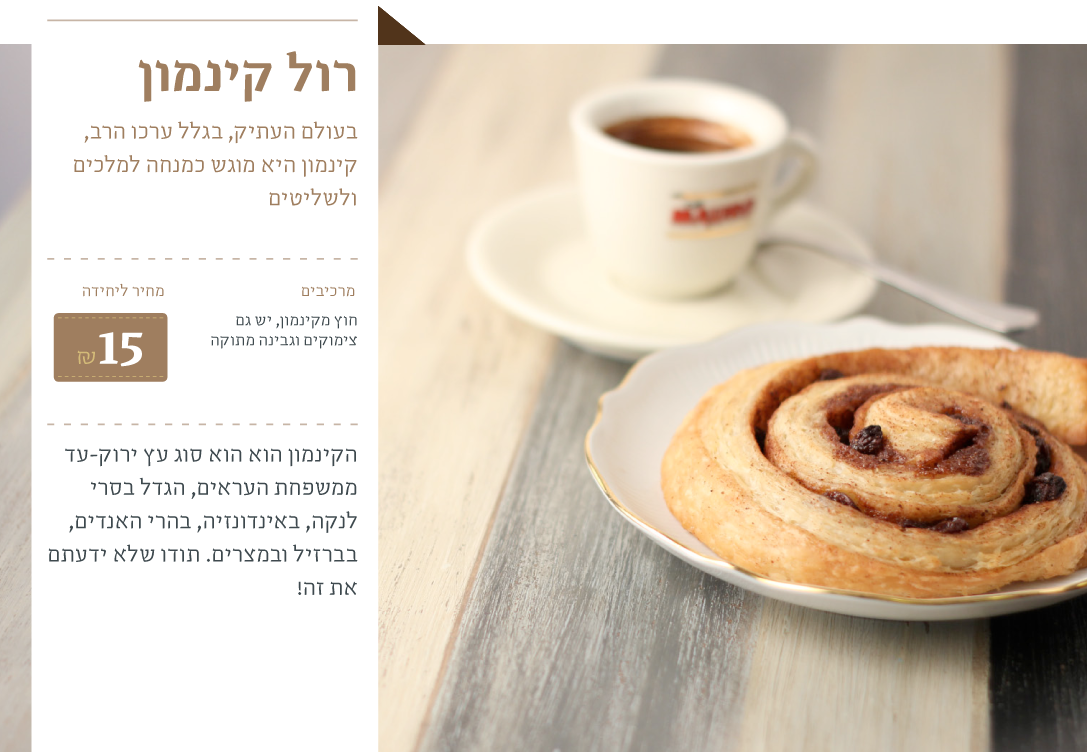 רול קינמון
בעולם העתיק, בגלל ערכו הרב,
קינמון היא מוגש כמנחה למלכים
ולשליטים
מרכיבים
חוץ מקינמון, יש גם
צימוקים וגבינה מתוקה
מחיר ליחידה
15 ₪
הקינמון הוא הוא סוג עץ ירוק-עד
ממשפחת העראים, הגדל בסרי
לנקה, באינדונזיה, בהרי האנדים,
בברזיל ובמצרים. תודו שלא ידעתם
את זה!